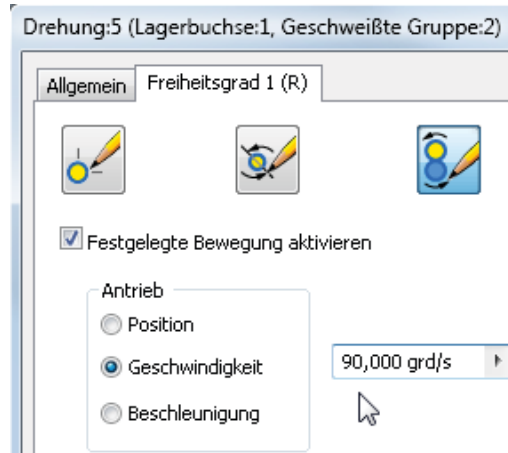 Drehung:5 (Lagerbuchse:1, Geschweißte Gruppe:2)
Allgemein Freiheitsgrad 1 (R)
Festgelegte Bewegung aktivieren
Antrieb
Position
Geschwindigkeit 90,000 grd/s
Beschleunigung